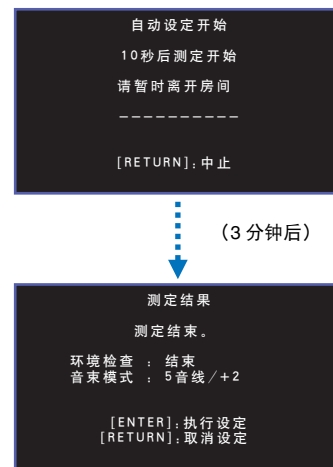 自动设定开始
10秒后测定开始
请暂时离开房间
----------
[RETURN]:中止
（3 分钟后）
测定结果
测定结束。
环境检查 : 结束
音束模式 : 5音线/+2
[ENTER]:执行设定
[RETURN]:取消设定